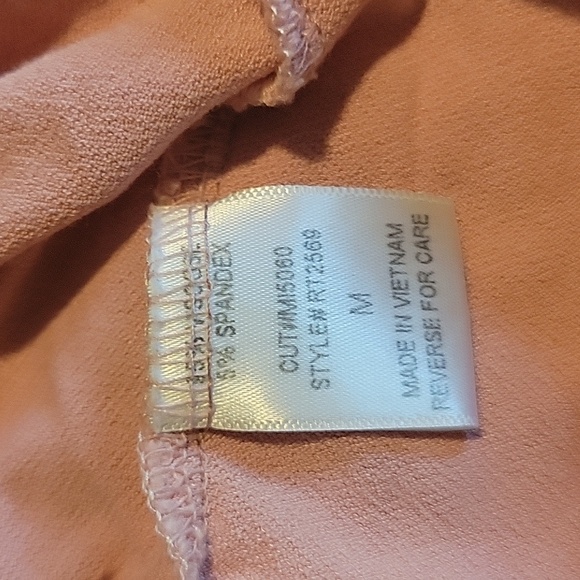 5% SPANDEX
CUT#MI5060
STYLE# RT2569
M
MADE IN VIETNAM
REVERSE FOR CARE